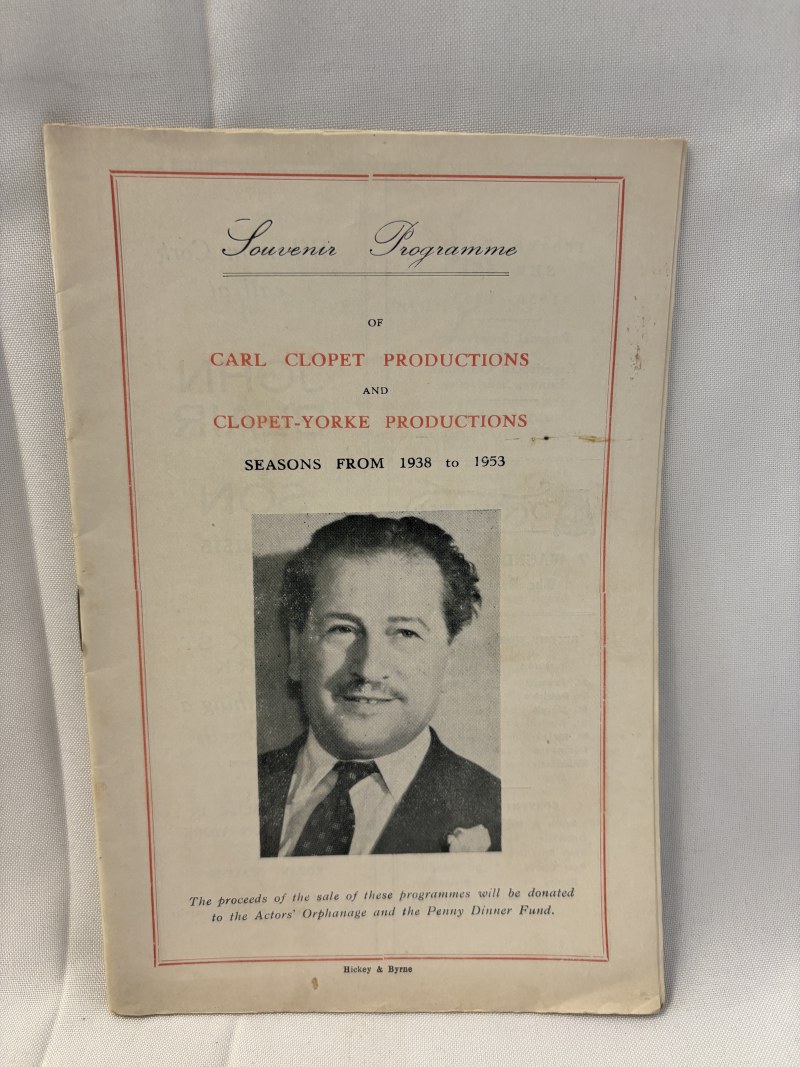 Souvenir Programme
OF
CARL CLOPET PRODUCTIONS
AND
CLOPET-YORKE PRODUCTIONS
SEASONS FROM 1938 to 1953
The proceeds of the sale of these programmes will be donated
to the Actors' Orphanage and the Penny Dinner Fund.
Hickey & Byrne